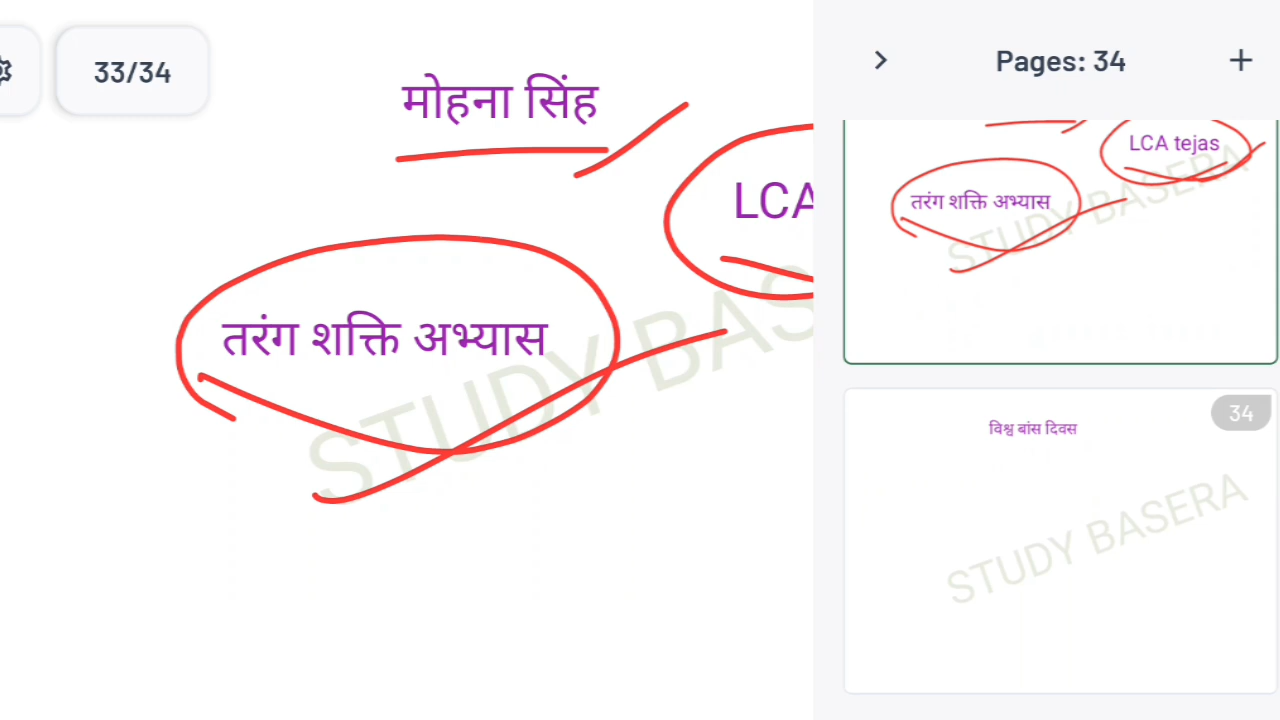 33/34
मोहना सिंह
LCA
तरंग शक्ति अभ्यास
STUDY BAS
Pages: 34
LCA tejas
तरंग शक्ति अभ्यास
STUDY BASERA
34
विश्व बांस दिवस
STUDY BASERA